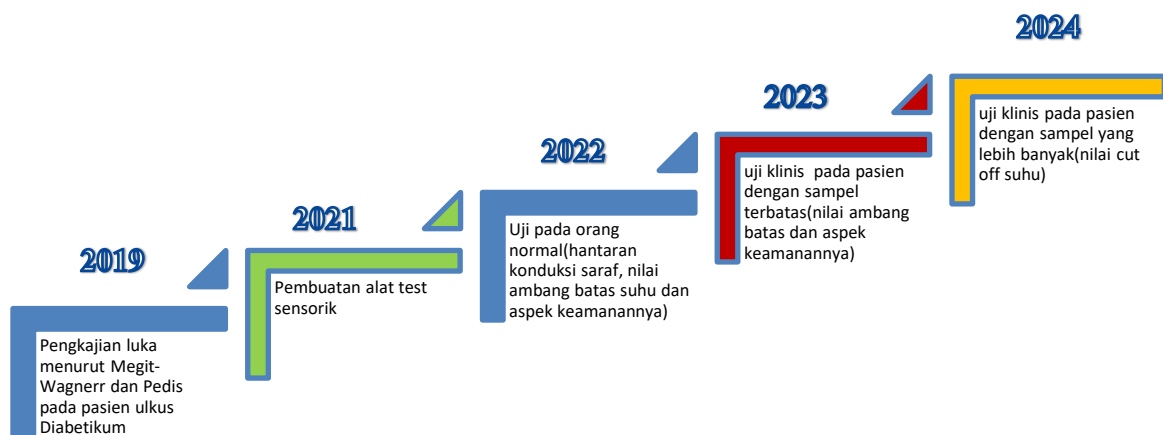 2019
Pengkajian luka
menurut Megit-
Wagnerr dan Pedis
pada pasien ulkus
Diabetikum
2021
Pembuatan alat test
sensorik
2022
Uji pada orang
normal(hantaran
konduksi saraf, nilai
ambang batas suhu dan
aspek keamanannya)
2023
uji klinis  pada pasien
dengan sampel
terbatas(nilai ambang
batas dan aspek
keamanannya)
2024
uji klinis pada pasien
dengan sampel yang
lebih banyak(nilai cut
off suhu)